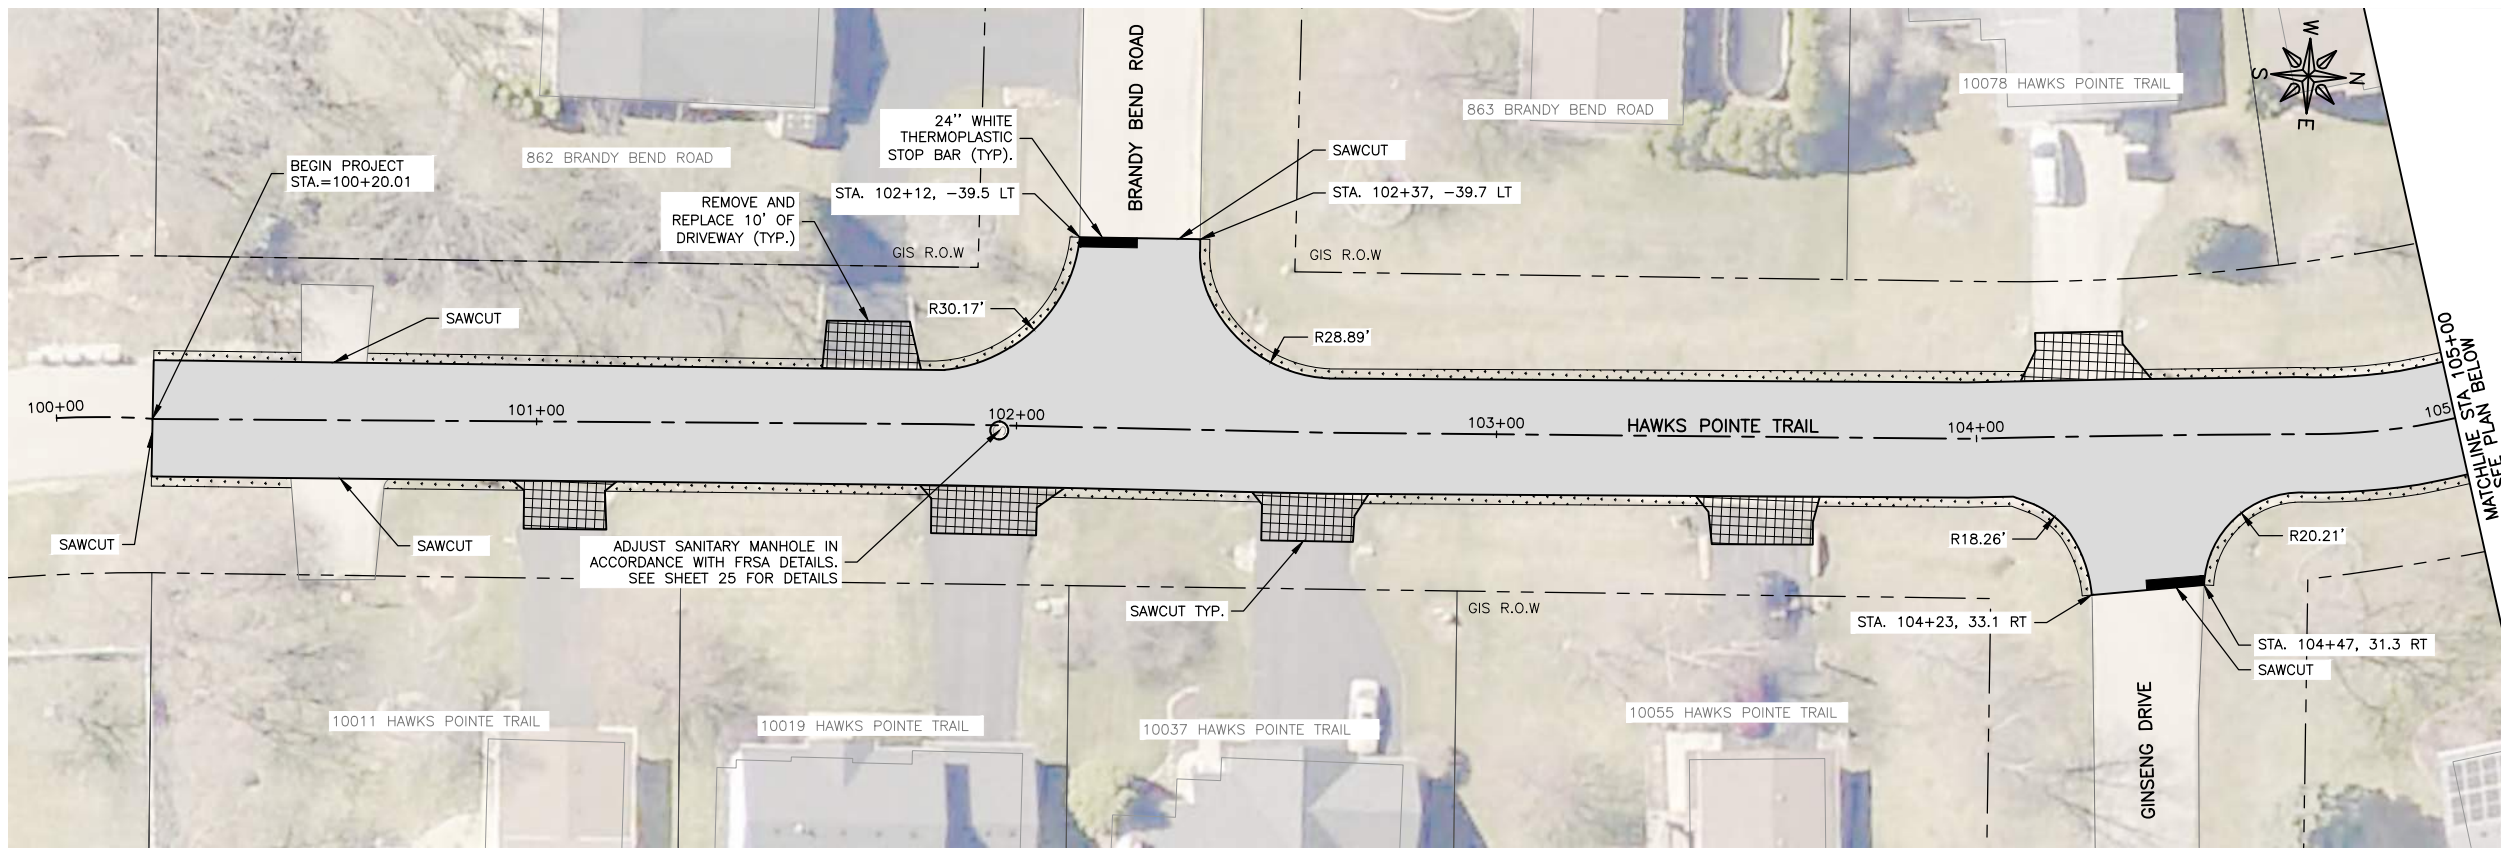 BEGIN PROJECT
STA.=100+20.01
862 BRANDY BEND ROAD
REMOVE AND
REPLACE 10' OF
DRIVEWAY (TYP.)
24'' WHITE
THERMOPLASTIC
STOP BAR (TYP).
STA. 102+12, -39.5 LT
BRANDY BEND ROAD
SAWCUT
STA. 102+37, -39.7 LT
863 BRANDY BEND ROAD
10078 HAWKS POINTE TRAIL
W
S
N
E
GIS R.O.W
GIS R.O.W
SAWCUT
R30.17'
R28.89'
100+00
101+00
102+00
103+00
HAWKS POINTE TRAIL
104+00
105
MATCHLINE STA 105+00
SEE PLAN BELOW
SAWCUT
SAWCUT
ADJUST SANITARY MANHOLE IN
ACCORDANCE WITH FRSA DETAILS.
SEE SHEET 25 FOR DETAILS
SAWCUT TYP.
GIS R.O.W
R18.26'
R20.21'
STA. 104+23, 33.1 RT
STA. 104+47, 31.3 RT
SAWCUT
10011 HAWKS POINTE TRAIL
10019 HAWKS POINTE TRAIL
10037 HAWKS POINTE TRAIL
10055 HAWKS POINTE TRAIL
GINSENG DRIVE